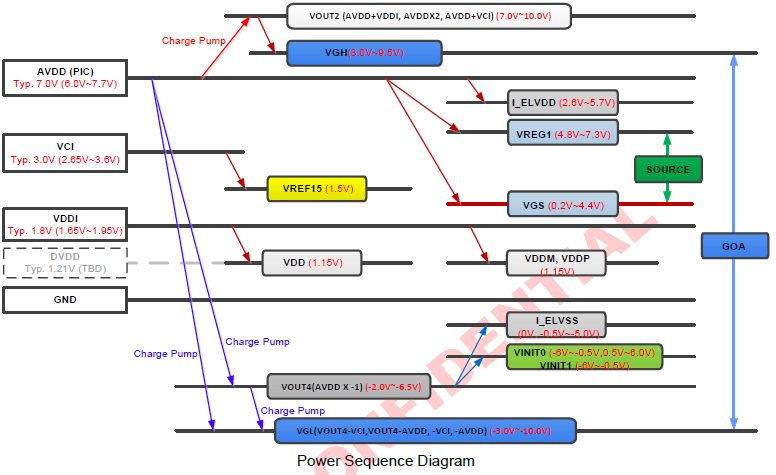 VOUT2 (AVDD+VDDI, AVDDX2, AVDD+VCI) (7.0V~10.0V)
Charge Pump
VGH(3.0V~9.5V)
AVDD (PIC)
Typ. 7.0V (6.0V~7.7V)
I_ELVDD (2.6V~5.7V)
VREG1 (4.8V~7.3V)
VCI
Typ. 3.0V (2.65V~3.6V)
SOURCE
VREF15 (1.5V)
VGS (0.2V~4.4V)
VDDI
Typ. 1.8V (1.65V~1.95V)
GOA
DVDD
Typ. 1.21V (TBD)
VDD (1.15V)
VDDM, VDDP
(1.15V)
GND
I_ELVSS
(0V, -0.5V~-5.0V)
Charge Pump
Charge Pump
VINIT0 (-6V~-0.5V,0.5V~6.0V)
VINIT1 (-6V~-0.5V)
VOUT4(AVDD X -1) (-2.0V~-6.5V)
Charge Pump
VGL(VOUT4-VCI,VOUT4-AVDD, -VCI, -AVDD) (-3.0V~-10.0V)
ONFIDENTIAL
Power Sequence Diagram